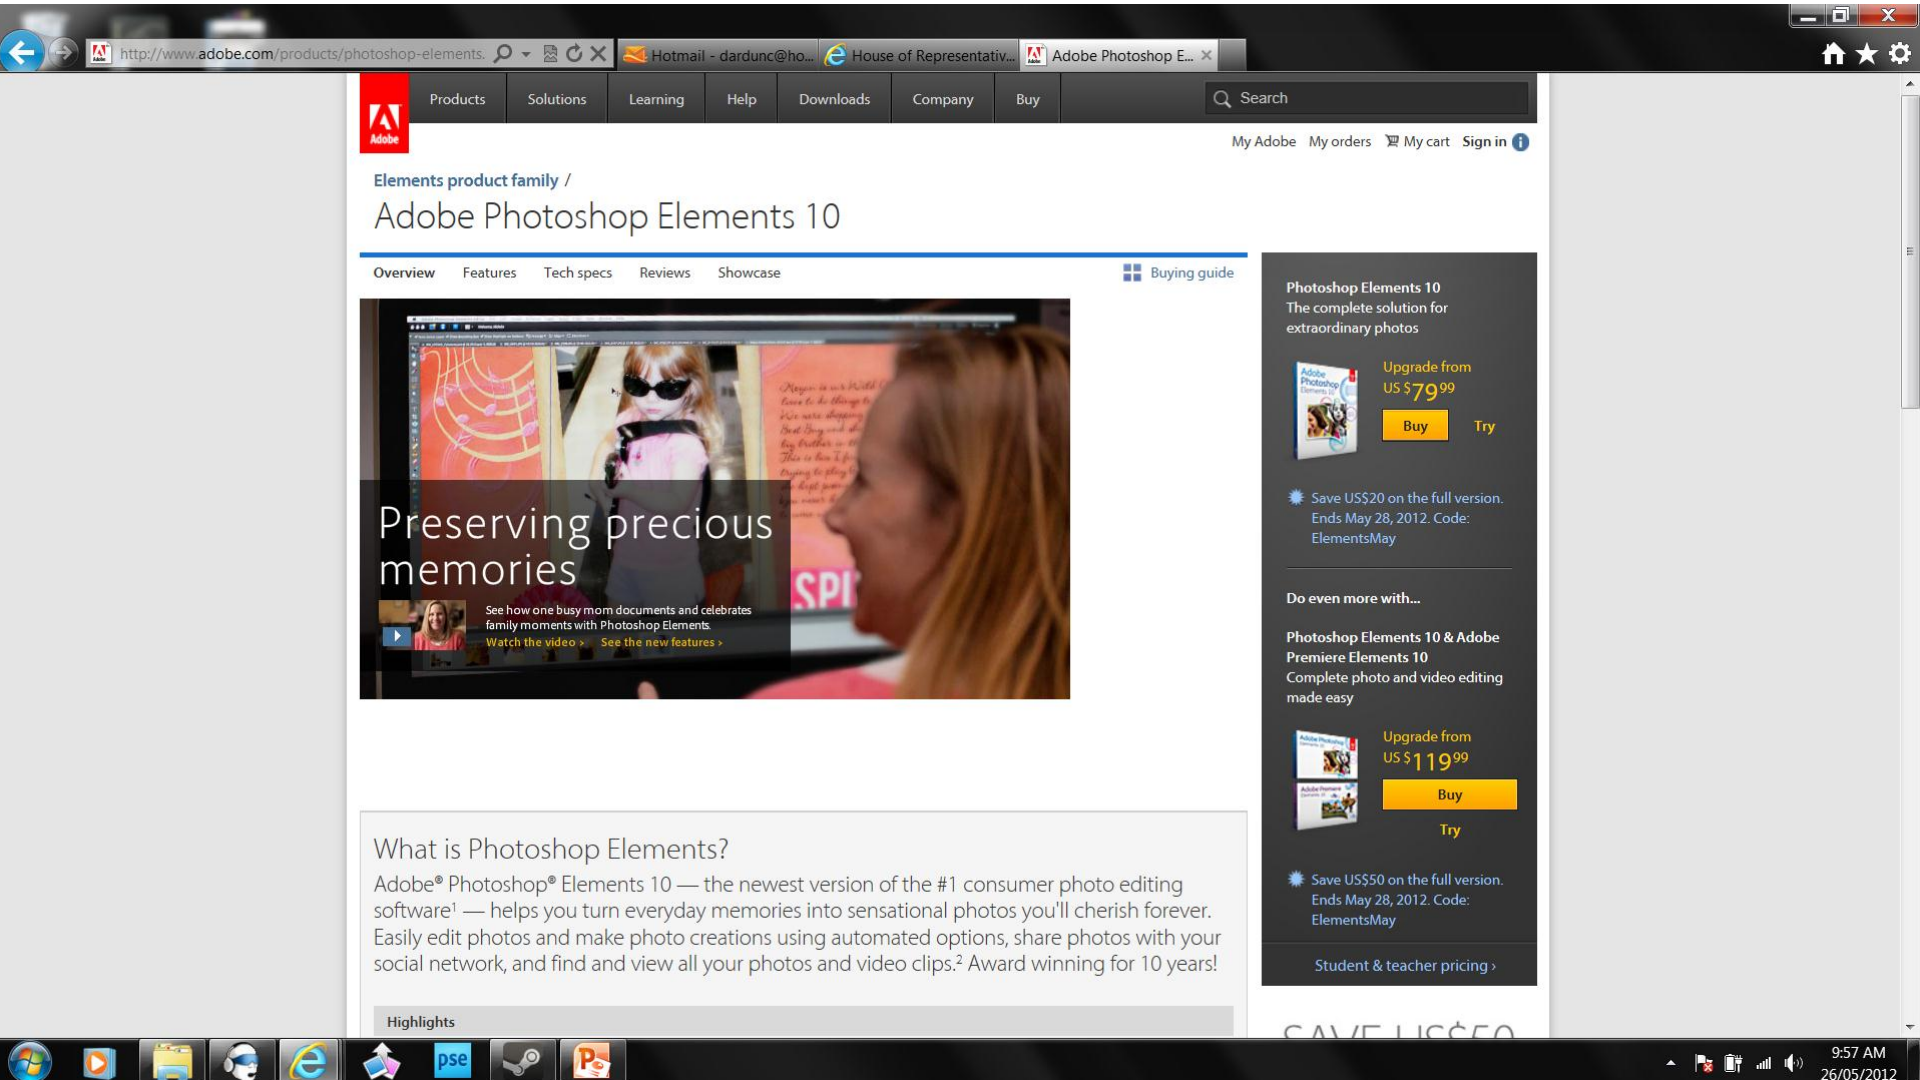 http://www.adobe.com/products/photoshop-elements.
Hotmail - dardunc@ho...
House of Representativ...
Adobe Photoshop E...
Adobe
Products
Solutions
Learning
Help
Downloads
Company
Buy
Search
My Adobe
My orders
My cart
Sign in
Elements product family /
Adobe Photoshop Elements 10
Overview
Features
Tech specs
Reviews
Showcase
Buying guide
Preserving precious
memories
See how one busy mom documents and celebrates
family moments with Photoshop Elements.
Watch the video ›
See the new features ›
SPI
Photoshop Elements 10
The complete solution for
extraordinary photos
Adobe
Photoshop
Elements 10
Upgrade from
US $79.99
Buy
Try
Save US$20 on the full version.
Ends May 28, 2012. Code:
ElementsMay
Do even more with...
Photoshop Elements 10 & Adobe
Premiere Elements 10
Complete photo and video editing
made easy
Upgrade from
US $119.99
Buy
Try
Save US$50 on the full version.
Ends May 28, 2012. Code:
ElementsMay
Student & teacher pricing ›
What is Photoshop Elements?
Adobe® Photoshop® Elements 10 — the newest version of the #1 consumer photo editing
software¹ — helps you turn everyday memories into sensational photos you'll cherish forever.
Easily edit photos and make photo creations using automated options, share photos with your
social network, and find and view all your photos and video clips.² Award winning for 10 years!
Highlights
SAVE US$50
pse
9:57 AM
26/05/2012